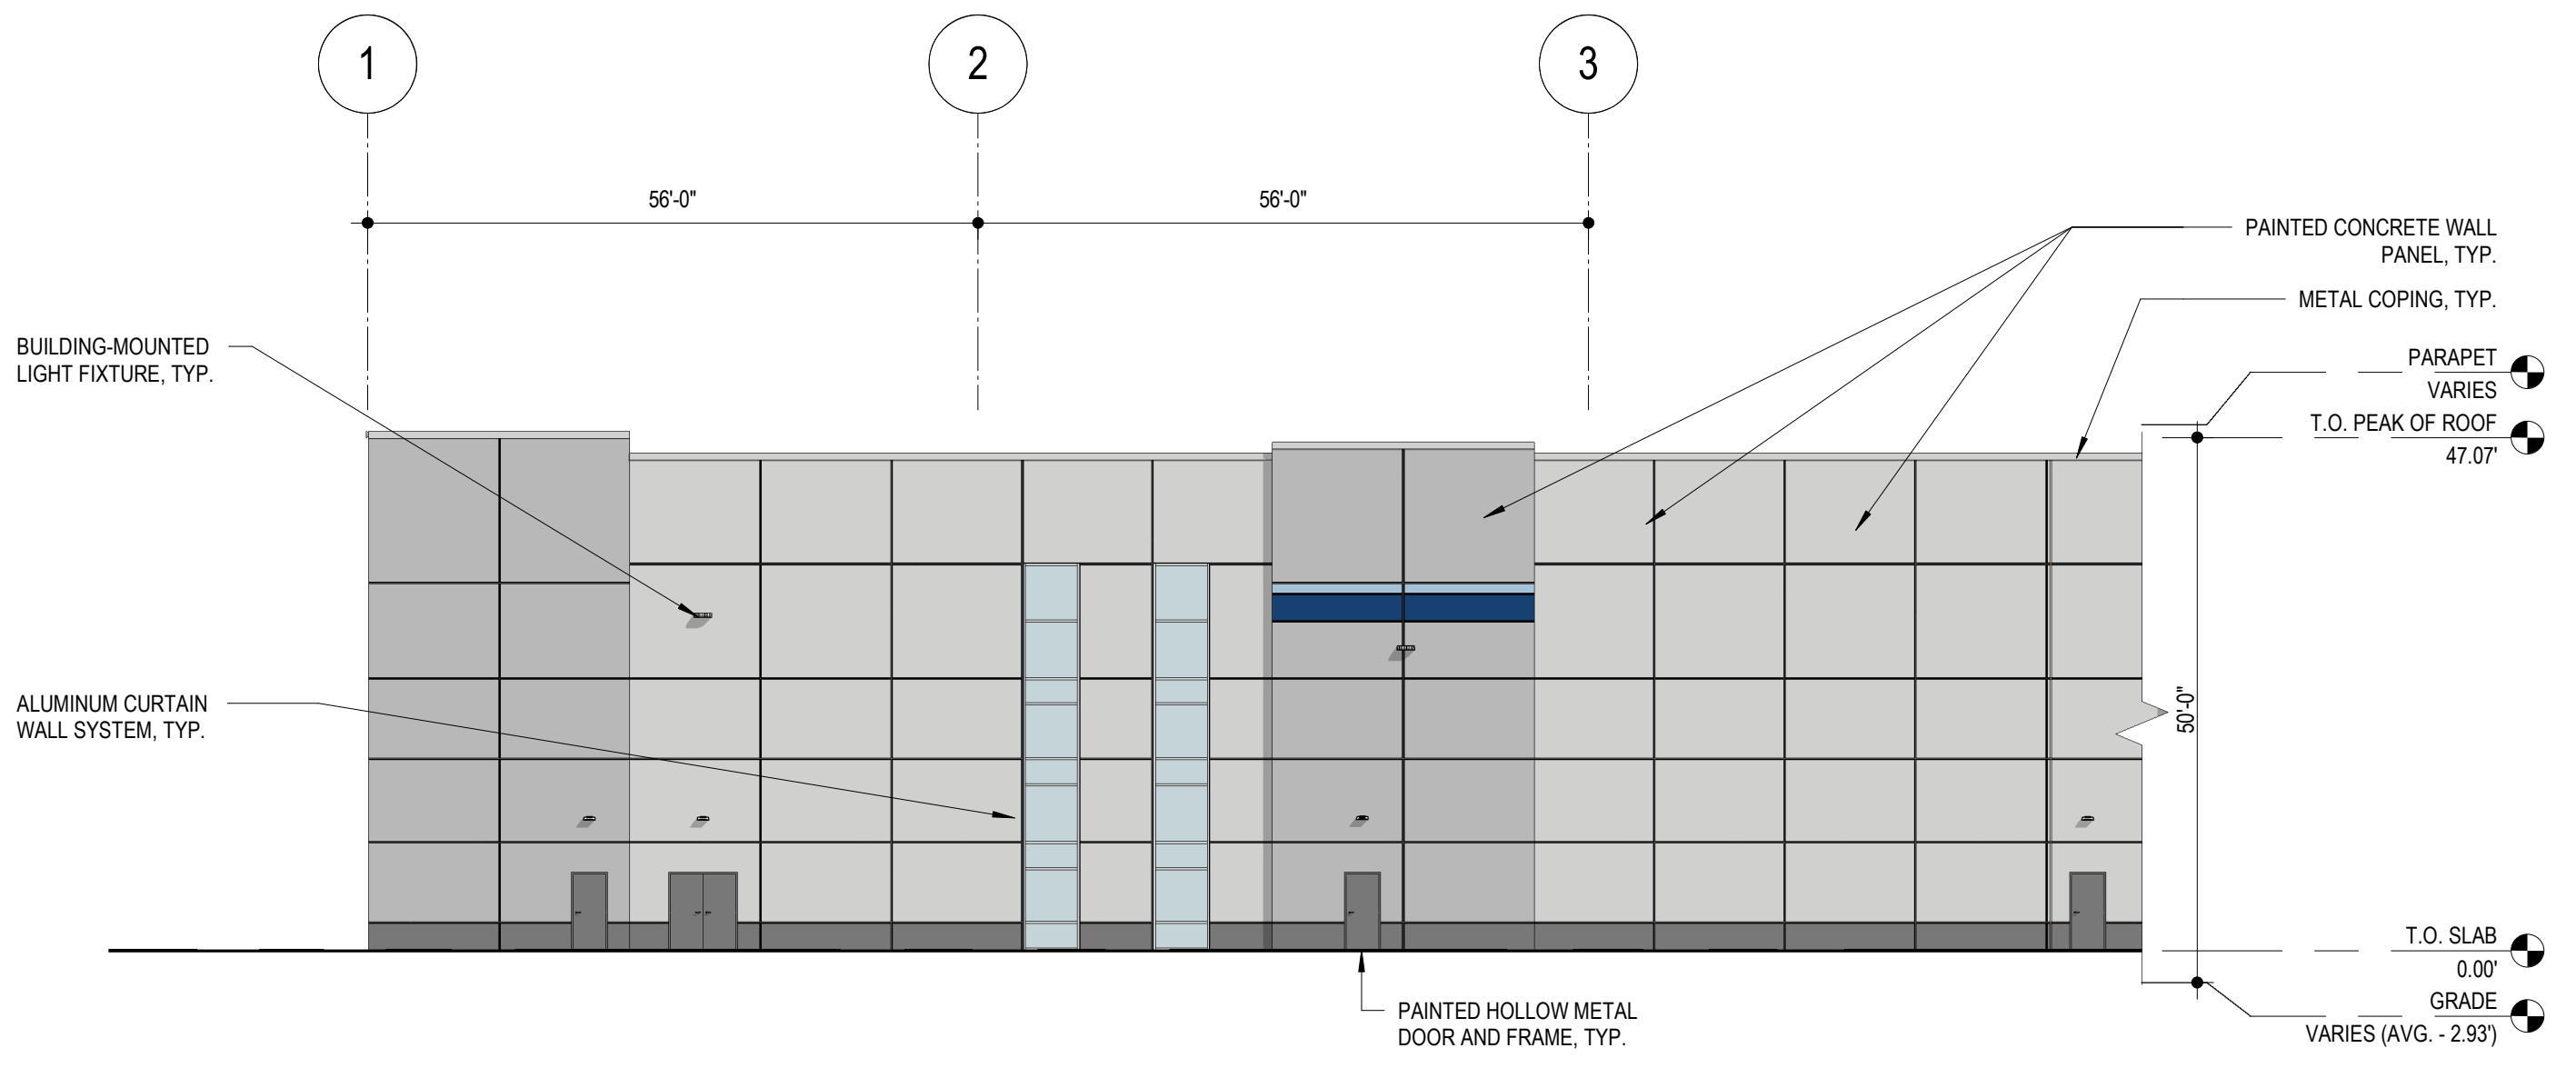 1
2
3
56'-0"
56'-0"
PAINTED CONCRETE WALL
PANEL, TYP.
METAL COPING, TYP.
BUILDING-MOUNTED
LIGHT FIXTURE, TYP.
PARAPET
VARIES
T.O. PEAK OF ROOF
47.07'
ALUMINUM CURTAIN
WALL SYSTEM, TYP.
50'-0"
T.O. SLAB
0.00'
GRADE
VARIES (AVG. - 2.93')
PAINTED HOLLOW METAL
DOOR AND FRAME, TYP.